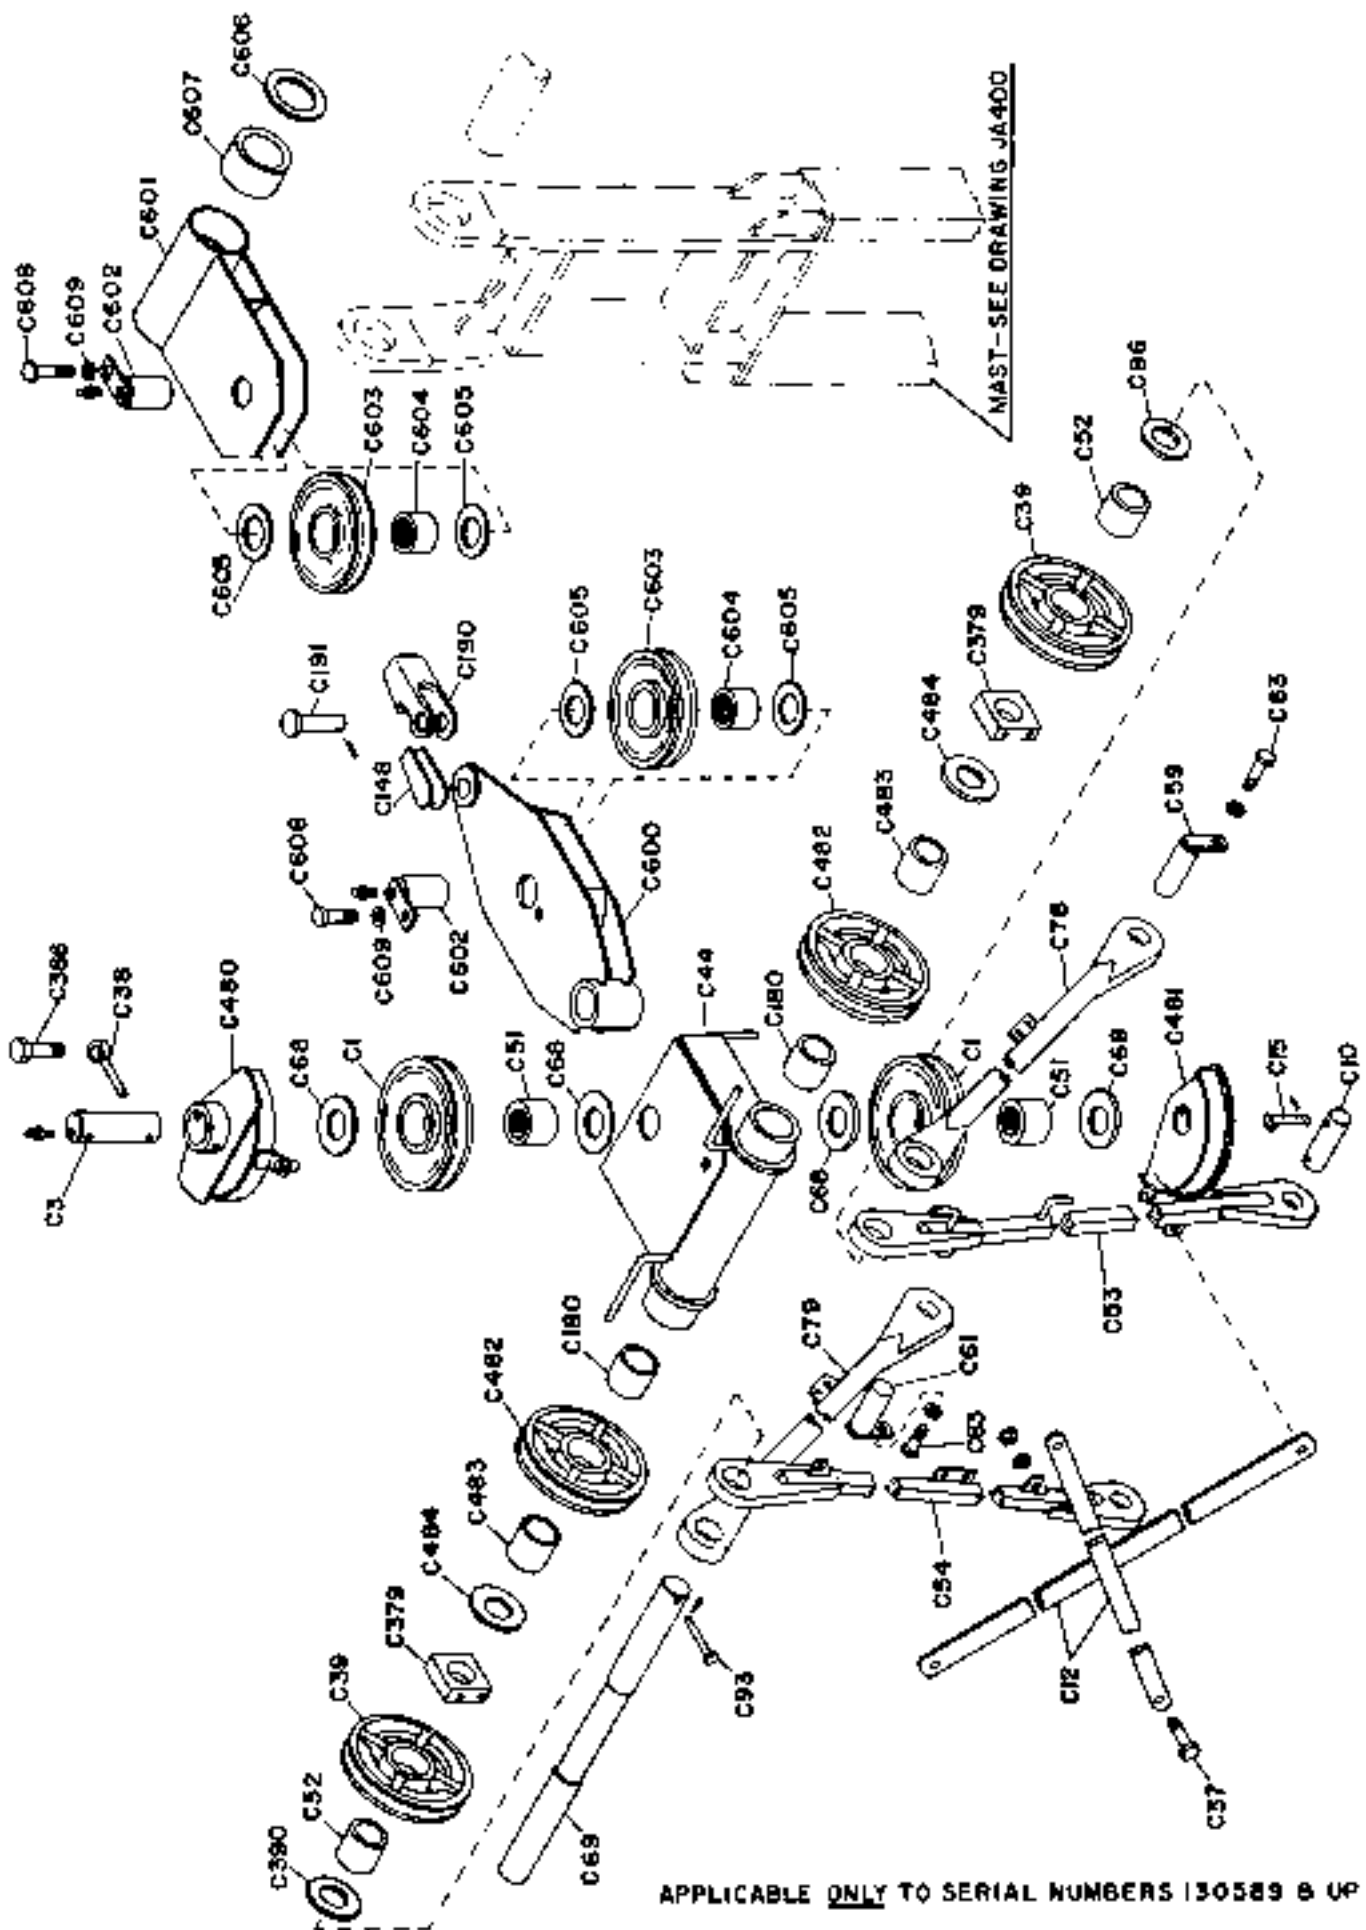 C606
C607
C601
C608
C609
C602
C603
C604
C605
C605
MAST-SEE DRAWING JA400
C86
C52
C39
C379
C484
C63
C59
C483
C482
C78
C605
C603
C604
C605
C191
C190
C148
C608
C609
C602
C600
C44
C180
C386
C38
C480
C3
C68
C1
C51
C68
C68
C1
C51
C68
C481
C15
C10
C53
C180
C482
C483
C484
C379
C39
C52
C390
C79
C61
C63
C54
C93
C69
C12
C37
APPLICABLE ONLY TO SERIAL NUMBERS 130589 & UP